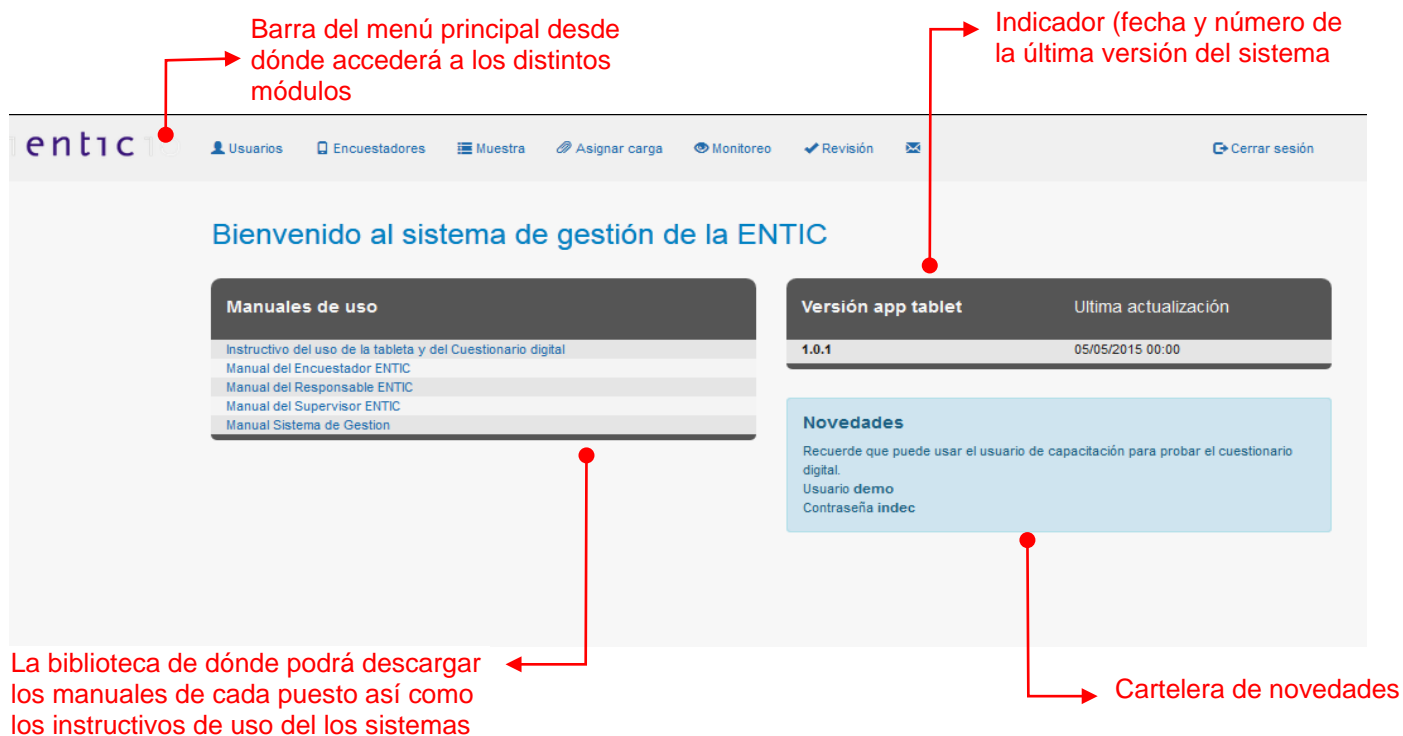 Barra del menú principal desde
dónde accederá a los distintos
módulos
Indicador (fecha y número de
la última versión del sistema
entic
Usuarios Encuestadores Muestra Asignar carga Monitoreo Revisión Cerrar sesión
Bienvenido al sistema de gestión de la ENTIC
Manuales de uso
Instructivo del uso de la tableta y del Cuestionario digital
Manual del Encuestador ENTIC
Manual del Responsable ENTIC
Manual del Supervisor ENTIC
Manual Sistema de Gestion
Versión app tablet Ultima actualización
1.0.1 05/05/2015 00:00
Novedades
Recuerde que puede usar el usuario de capacitación para probar el cuestionario
digital.
Usuario demo
Contraseña indec
La biblioteca de dónde podrá descargar
los manuales de cada puesto así como
los instructivos de uso del los sistemas
Cartelera de novedades